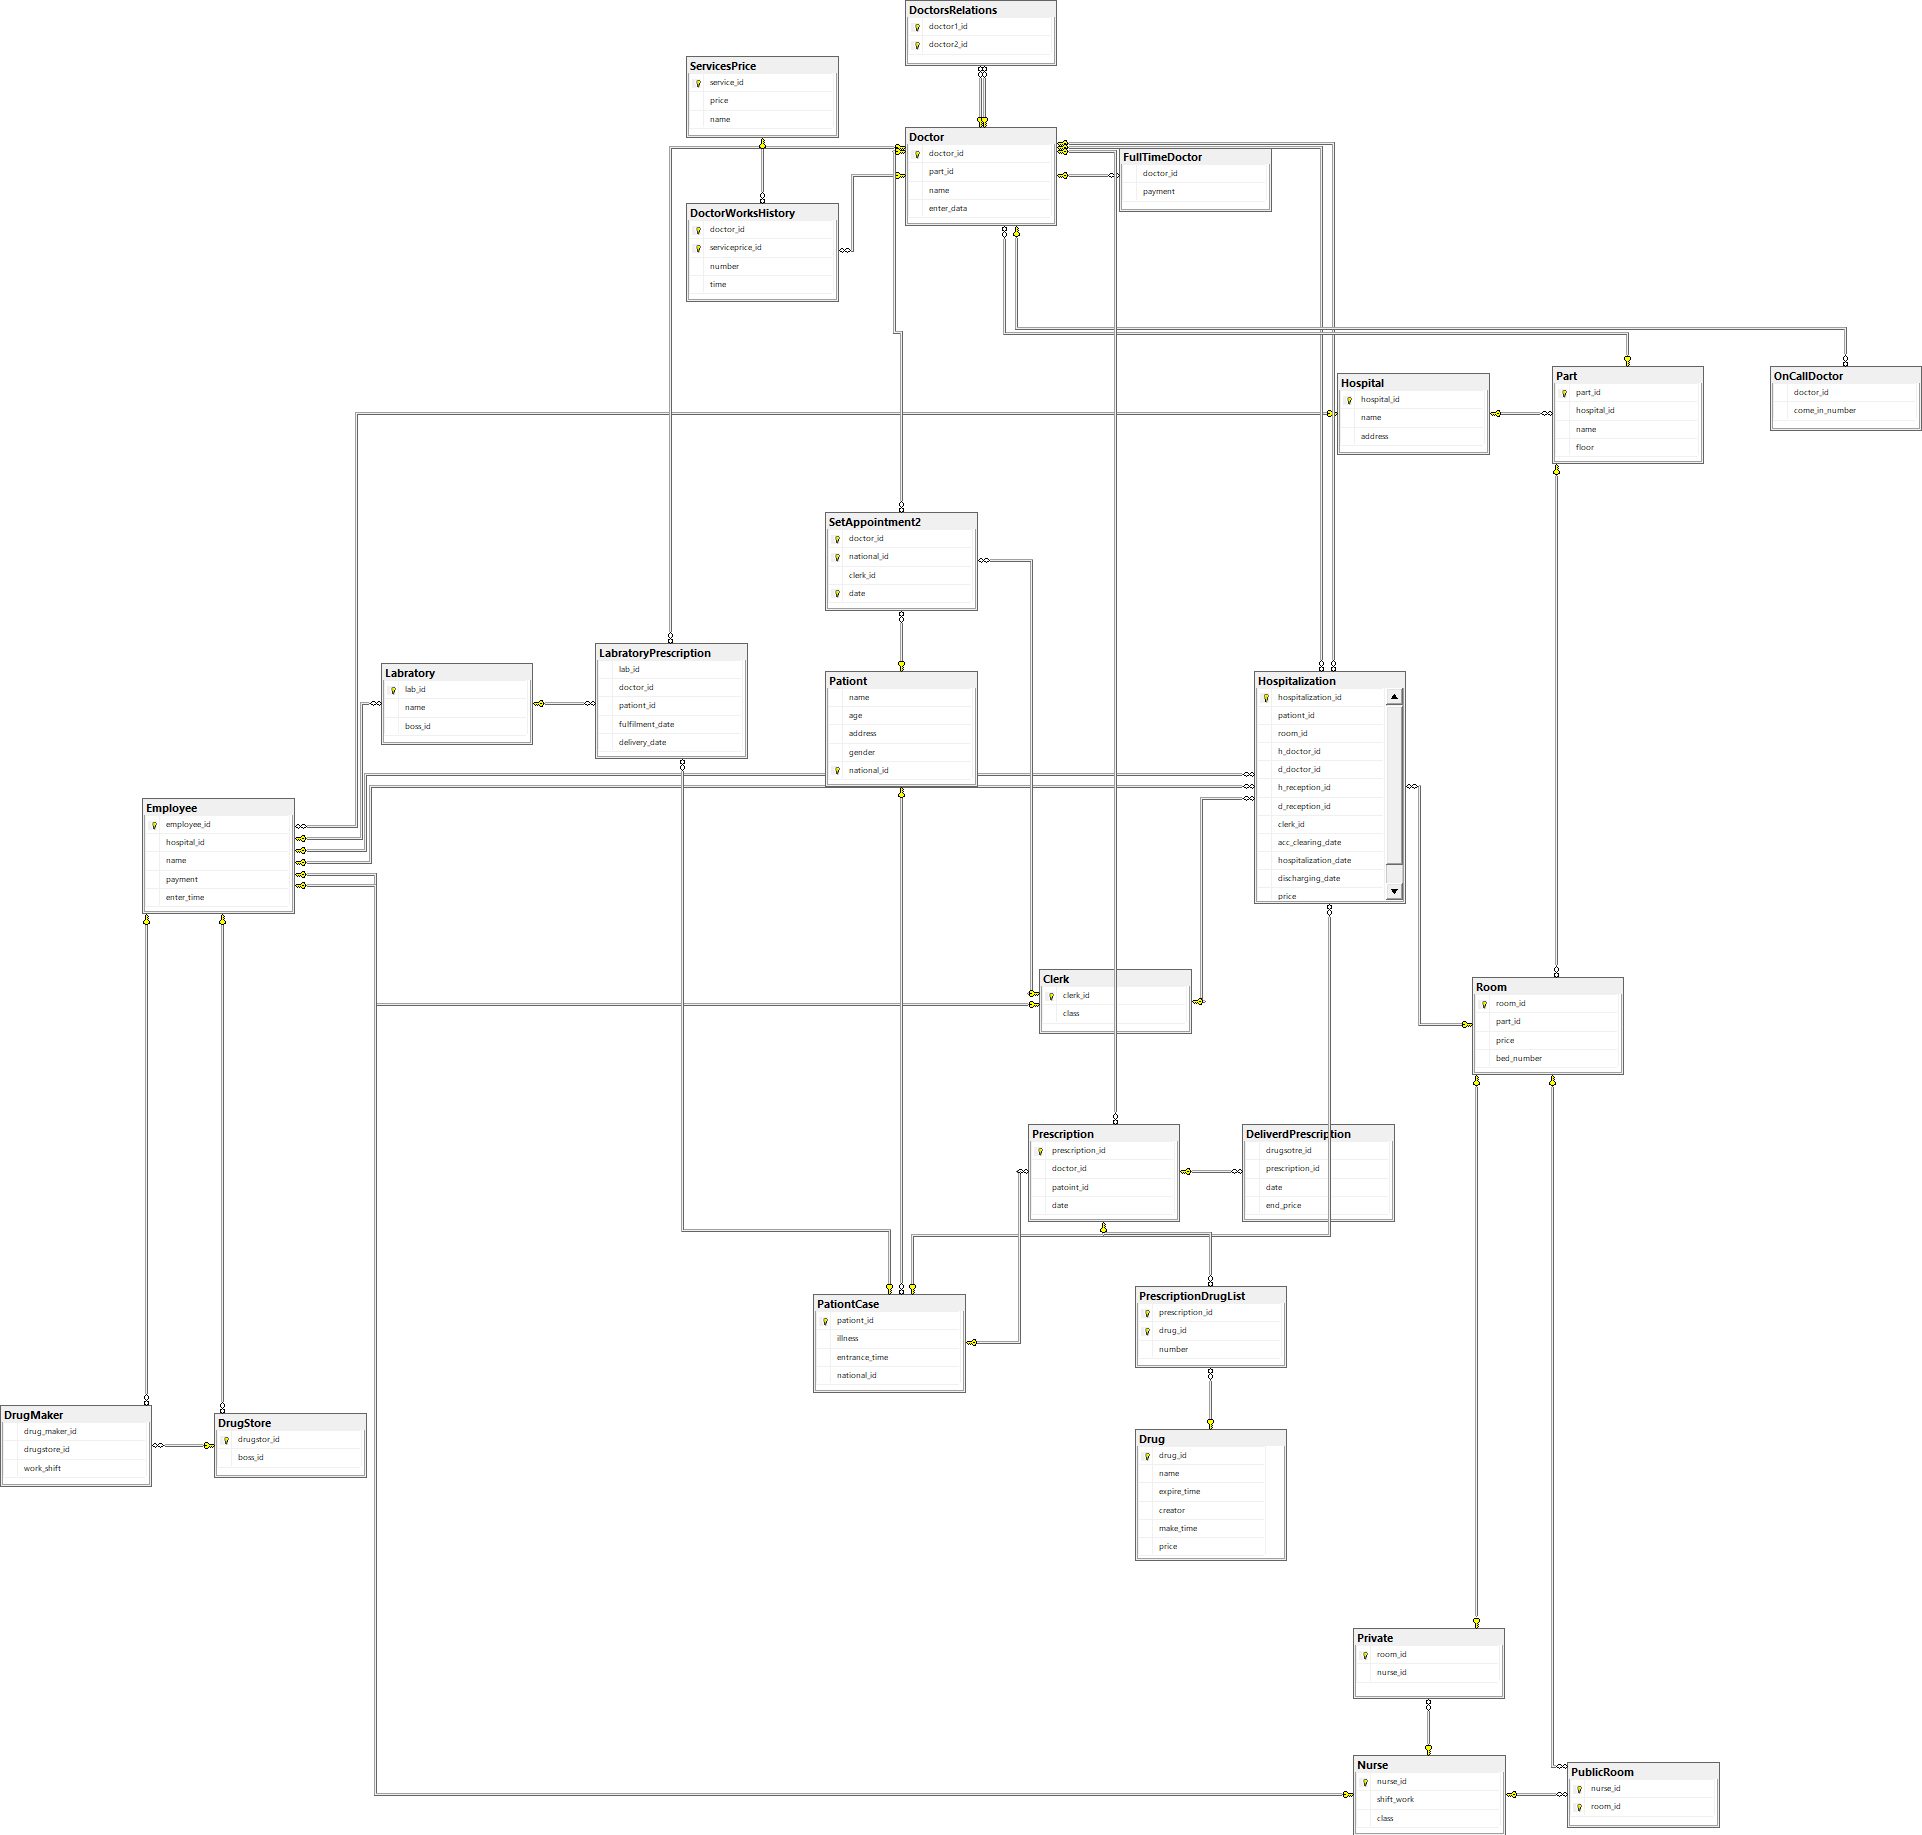 DoctorsRelations
doctor1_id
doctor2_id
ServicesPrice
service_id
price
name
Doctor
doctor_id
part_id
name
enter_data
FullTimeDoctor
doctor_id
payment
DoctorWorksHistory
doctor_id
serviceprice_id
number
time
Hospital
hospital_id
name
address
Part
part_id
hospital_id
name
floor
OnCallDoctor
doctor_id
come_in_number
SetAppointment2
doctor_id
national_id
clerk_id
date
Labratory
lab_id
name
boss_id
LabratoryPrescription
lab_id
doctor_id
pationt_id
fulfilment_date
delivery_date
Pationt
name
age
address
gender
national_id
Hospitalization
hospitalization_id
pationt_id
room_id
h_doctor_id
d_doctor_id
h_reception_id
d_reception_id
clerk_id
acc_clearing_date
hospitalization_date
discharging_date
price
Employee
employee_id
hospital_id
name
payment
enter_time
Clerk
clerk_id
class
Room
room_id
part_id
price
bed_number
Prescription
prescription_id
doctor_id
patoint_id
date
DeliverdPrescription
drugsotre_id
prescription_id
date
end_price
PationtCase
pationt_id
illness
entrance_time
national_id
PrescriptionDrugList
prescription_id
drug_id
number
DrugMaker
drug_maker_id
drugstore_id
work_shift
DrugStore
drugstor_id
boss_id
Drug
drug_id
name
expire_time
creator
make_time
price
Private
room_id
nurse_id
Nurse
nurse_id
shift_work
class
PublicRoom
nurse_id
room_id